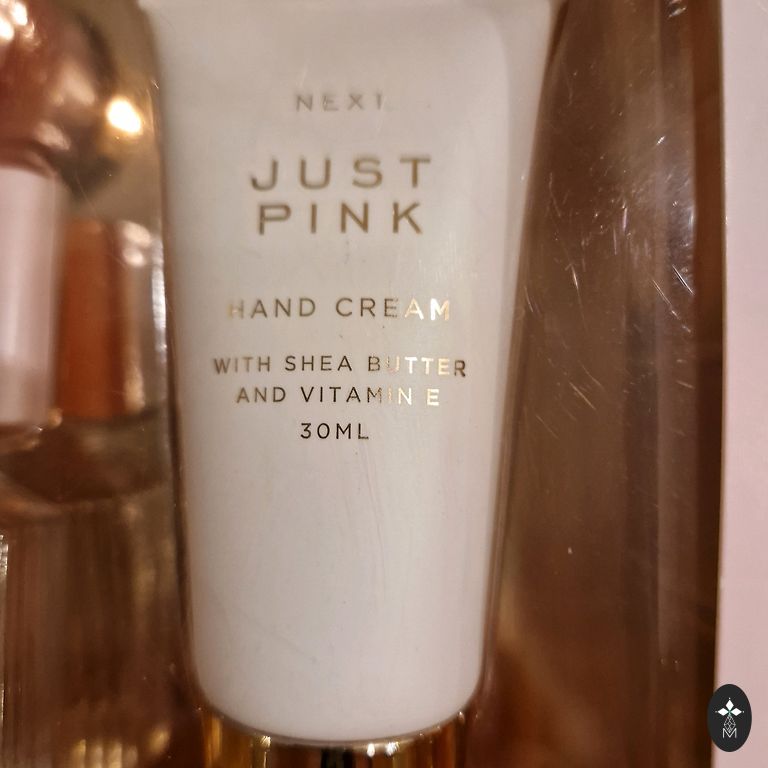 NEXT
JUST
PINK
HAND CREAM
WITH SHEA BUTTER
AND VITAMIN E
30ML
M